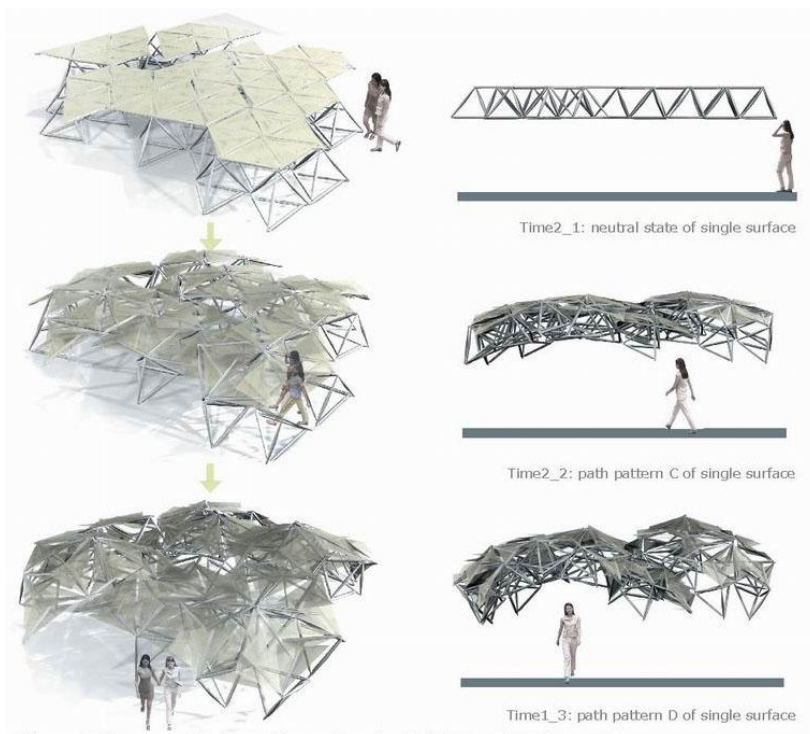 Time2_1: neutral state of single surface
Time2_2: path pattern C of single surface
Time1_3: path pattern D of single surface